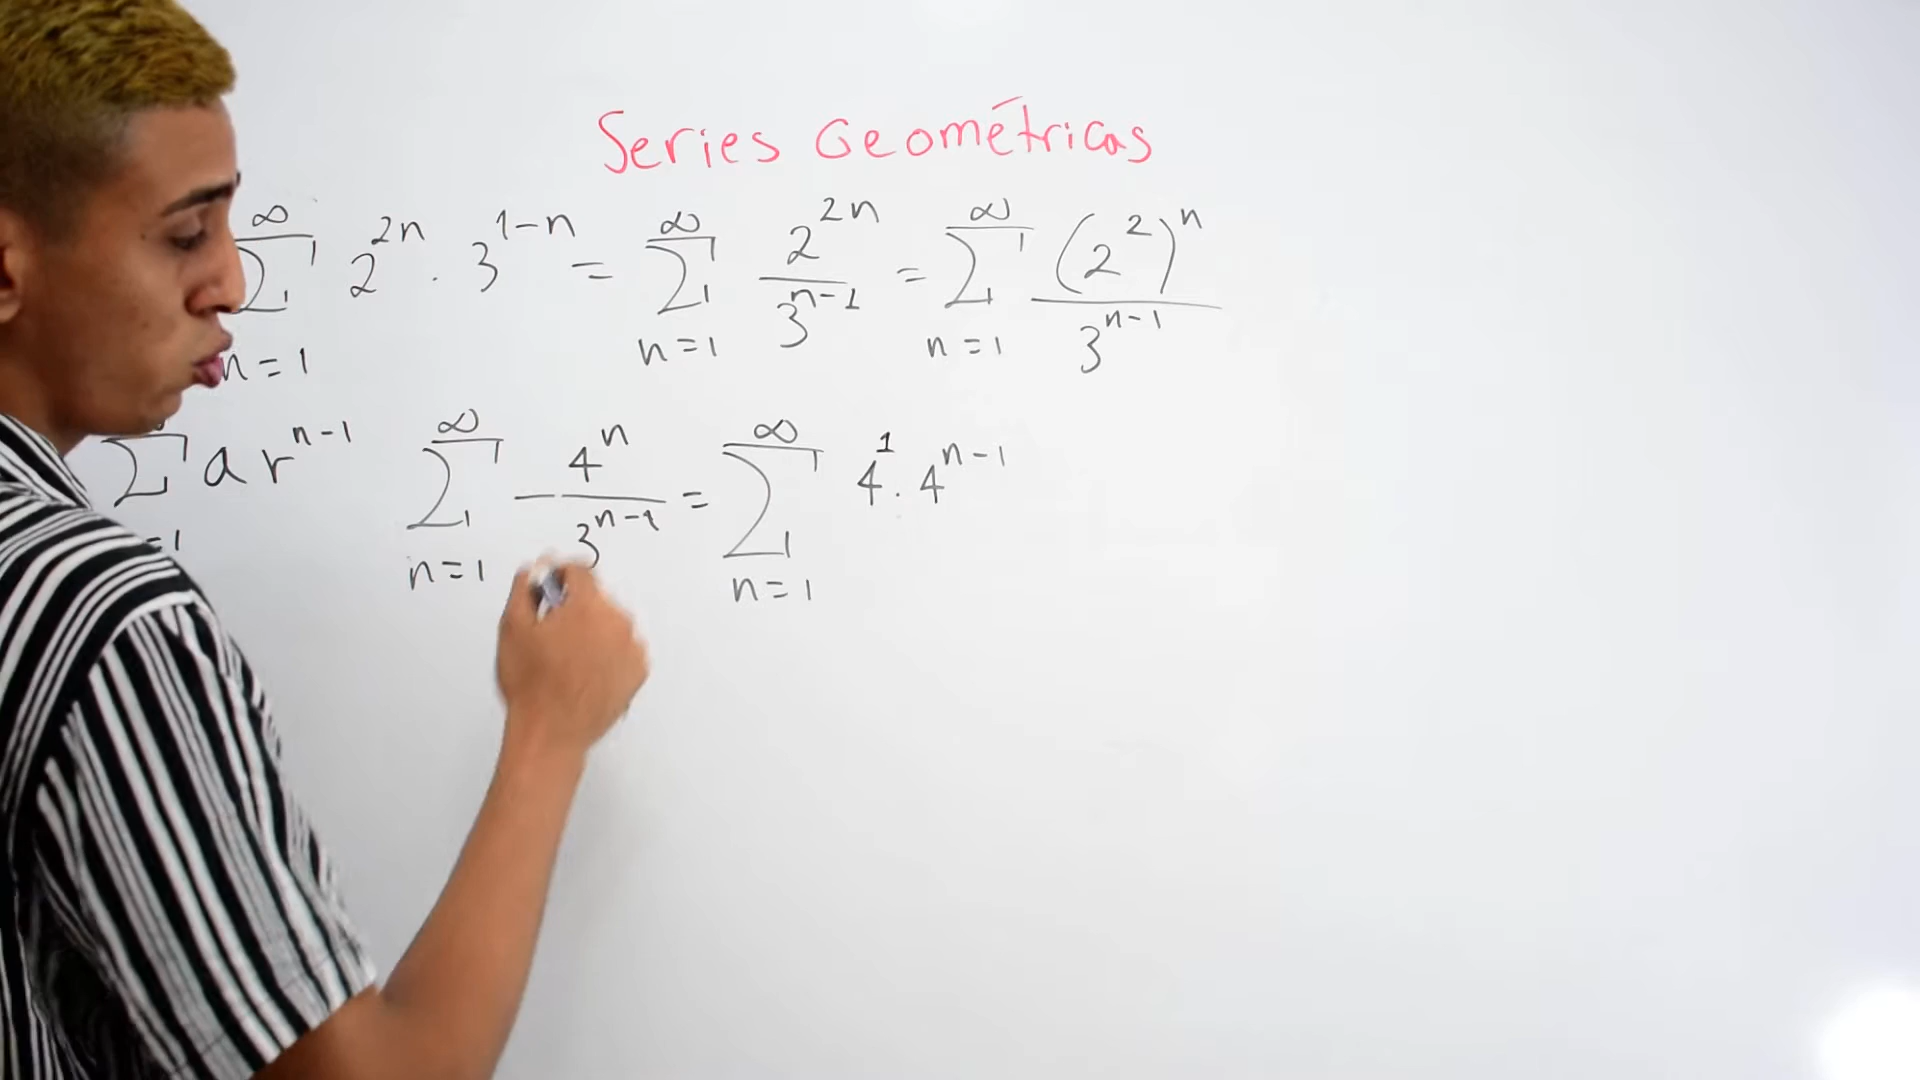 Series Geométricas
∞ ∑ n=1 2^2n · 3^1-n = ∞ ∑ n=1 2^2n / 3^n-1 = ∞ ∑ n=1 (2^2)^n / 3^n-1
∑ =1 a r^n-1 ∞ ∑ n=1 4^n / 3^n-1 = ∞ ∑ n=1 4^1 · 4^n-1